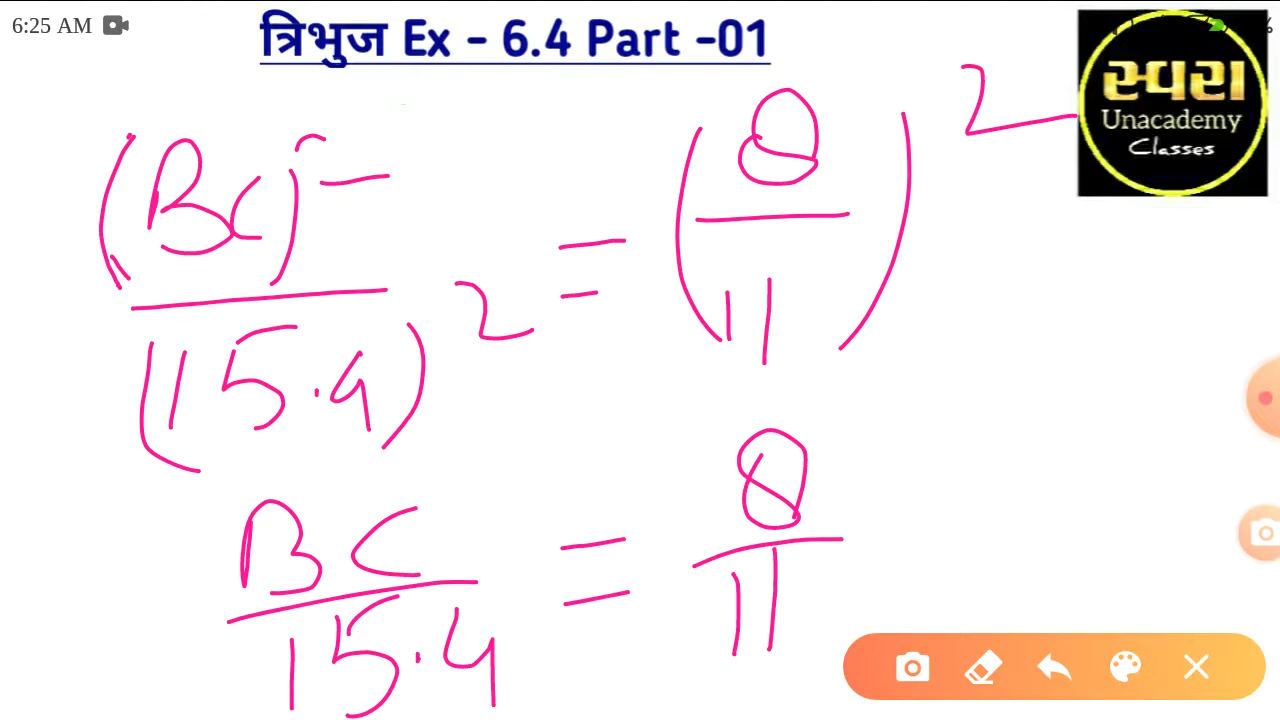 6:25 AM
त्रिभुज Ex - 6.4 Part -01
स्वरा
Unacademy
Classes
(BC)²
(15.4)²
=
(8/11)²
BC
15.4
=
8
11